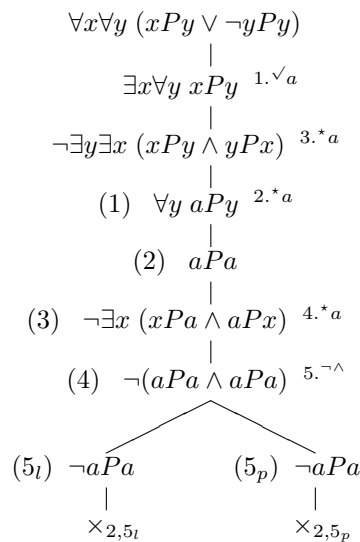 ∀x∀y (xPy ∨ ¬yPy)
∃x∀y xPy 1.√a
¬∃y∃x (xPy ∧ yPx) 3.⋆a
(1) ∀y aPy 2.⋆a
(2) aPa
(3) ¬∃x (xPa ∧ aPx) 4.⋆a
(4) ¬(aPa ∧ aPa) 5.¬∧
(5l) ¬aPa (5p) ¬aPa
×2,5l ×2,5p